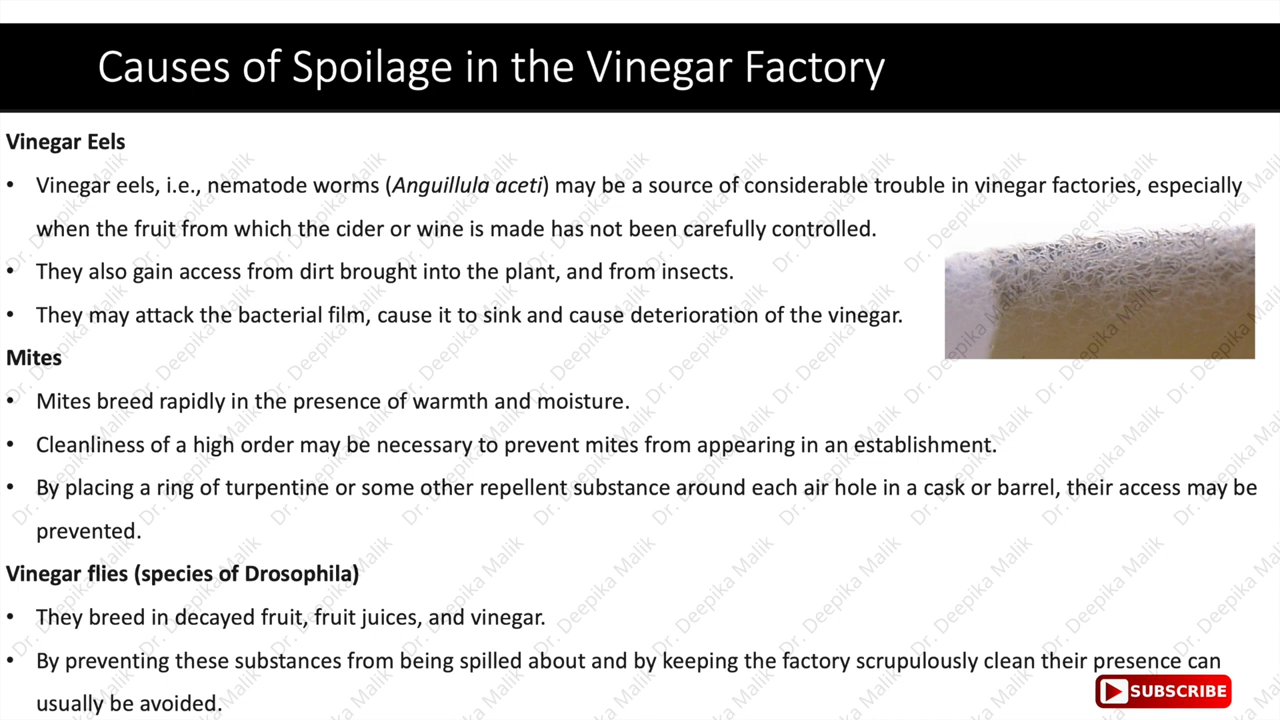 Causes of Spoilage in the Vinegar Factory
Vinegar Eels
• Vinegar eels, i.e., nematode worms (Anguillula aceti) may be a source of considerable trouble in vinegar factories, especially
when the fruit from which the cider or wine is made has not been carefully controlled.
• They also gain access from dirt brought into the plant, and from insects.
• They may attack the bacterial film, cause it to sink and cause deterioration of the vinegar.
Mites
• Mites breed rapidly in the presence of warmth and moisture.
• Cleanliness of a high order may be necessary to prevent mites from appearing in an establishment.
• By placing a ring of turpentine or some other repellent substance around each air hole in a cask or barrel, their access may be
prevented.
Vinegar flies (species of Drosophila)
• They breed in decayed fruit, fruit juices, and vinegar.
• By preventing these substances from being spilled about and by keeping the factory scrupulously clean their presence can
usually be avoided.
SUBSCRIBE
Dr. Deepika Malik